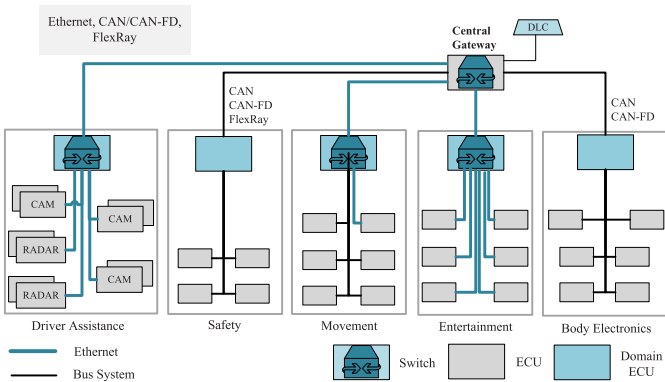 Ethernet, CAN/CAN-FD,
FlexRay
Central
Gateway
DLC
CAN
CAN-FD
FlexRay
CAN
CAN-FD
CAM
CAM
RADAR
CAM
RADAR
Driver Assistance
Safety
Movement
Entertainment
Body Electronics
Ethernet
Bus System
Switch
ECU
Domain
ECU